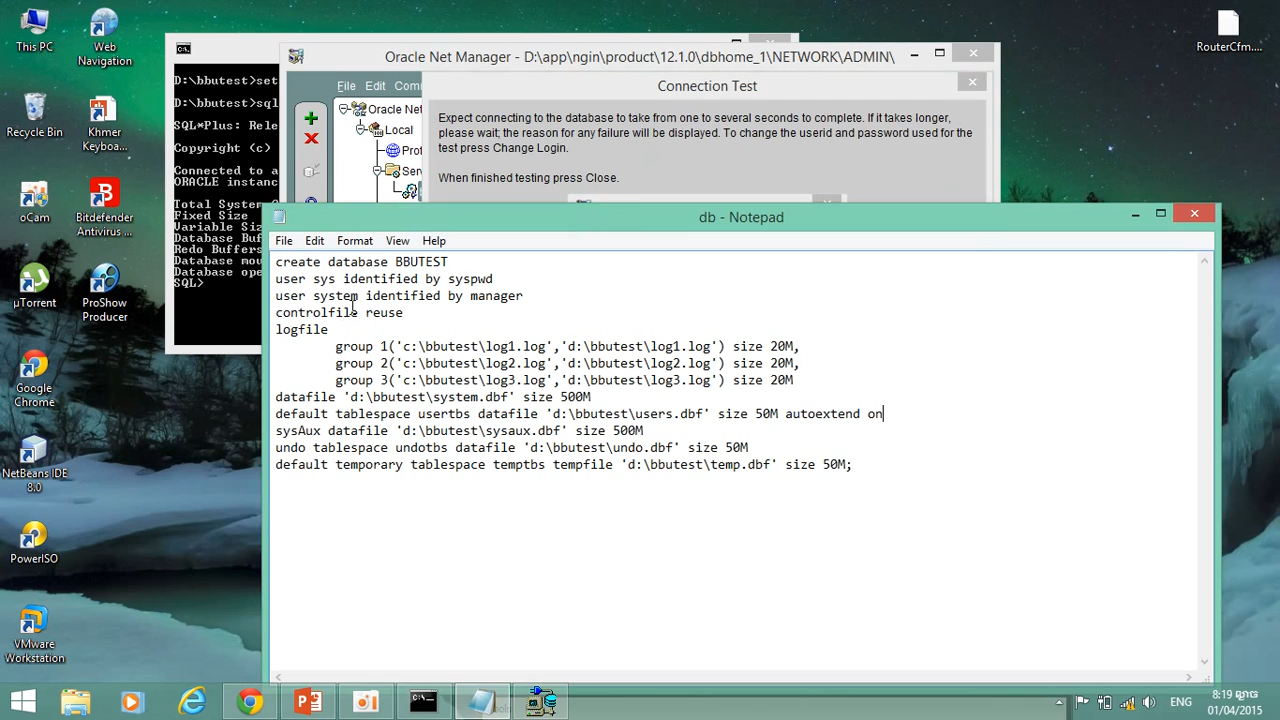 This PC
Web
Navigation
Recycle Bin
Khmer
Keyboa...
oCam
Bitdefender
Antivirus ...
µTorrent
ProShow
Producer
Google
Chrome
NetBeans IDE
8.0
PowerISO
VMware
Workstation
RouterCfm....
D:\bbutest>set
D:\bbutest>sql
SQL*Plus: Rele
Copyright (c)
Connected to a
ORACLE instanc
Total System G
Fixed Size
Variable Siz
Database Buf
Redo Buffers
Database mou
Database ope
SQL>
Oracle Net Manager - D:\app\ngin\product\12.1.0\dbhome_1\NETWORK\ADMIN\
File Edit Comm
Oracle Net
Local
Prof
Serv
Connection Test
Expect connecting to the database to take from one to several seconds to complete. If it takes longer,
please wait; the reason for any failure will be displayed. To change the userid and password used for the
test press Change Login.
When finished testing press Close.
db - Notepad
File Edit Format View Help
create database BBUTEST
user sys identified by syspwd
user system identified by manager
controlfile reuse
logfile
group 1('c:\bbutest\log1.log','d:\bbutest\log1.log') size 20M,
group 2('c:\bbutest\log2.log','d:\bbutest\log2.log') size 20M,
group 3('c:\bbutest\log3.log','d:\bbutest\log3.log') size 20M
datafile 'd:\bbutest\system.dbf' size 500M
default tablespace usertbs datafile 'd:\bbutest\users.dbf' size 50M autoextend on
sysAux datafile 'd:\bbutest\sysaux.dbf' size 500M
undo tablespace undotbs datafile 'd:\bbutest\undo.dbf' size 50M
default temporary tablespace temptbs tempfile 'd:\bbutest\temp.dbf' size 50M;
ENG
8:19
01/04/2015